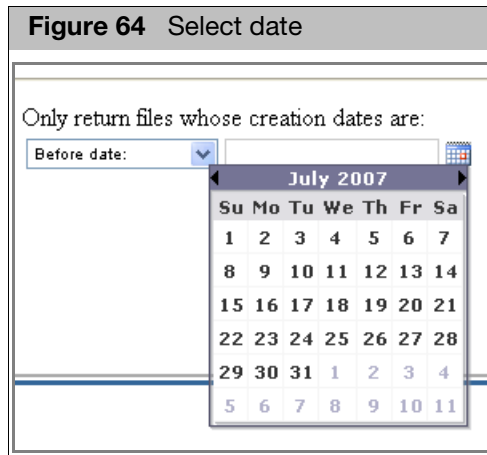 Figure 64 Select date
Only return files whose creation dates are:
Before date:
July 2007
Su Mo Tu We Th Fr Sa
1 2 3 4 5 6 7
8 9 10 11 12 13 14
15 16 17 18 19 20 21
22 23 24 25 26 27 28
29 30 31 1 2 3 4
5 6 7 8 9 10 11